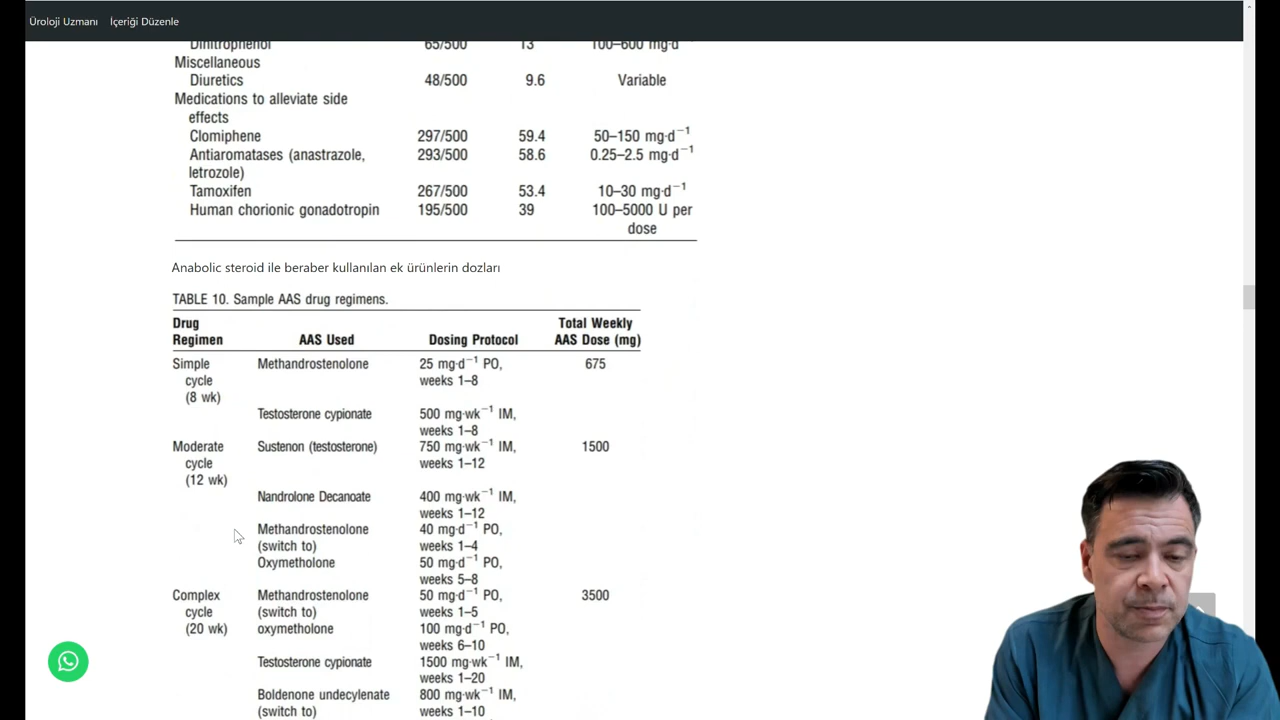 Üroloji Uzmanı İçeriği Düzenle
Dinitrophenol 65/500 13 100–600 mg·d⁻¹
Miscellaneous
Diuretics 48/500 9.6 Variable
Medications to alleviate side
effects
Clomiphene 297/500 59.4 50–150 mg·d⁻¹
Antiaromatases (anastrazole, 293/500 58.6 0.25–2.5 mg·d⁻¹
letrozole)
Tamoxifen 267/500 53.4 10–30 mg·d⁻¹
Human chorionic gonadotropin 195/500 39 100–5000 U per
dose
Anabolic steroid ile beraber kullanılan ek ürünlerin dozları
TABLE 10. Sample AAS drug regimens.
Drug Total Weekly
Regimen AAS Used Dosing Protocol AAS Dose (mg)
Simple Methandrostenolone 25 mg·d⁻¹ PO, 675
cycle weeks 1–8
(8 wk)
Testosterone cypionate 500 mg·wk⁻¹ IM,
weeks 1–8
Moderate Sustenon (testosterone) 750 mg·wk⁻¹ IM, 1500
cycle weeks 1–12
(12 wk)
Nandrolone Decanoate 400 mg·wk⁻¹ IM,
weeks 1–12
Methandrostenolone 40 mg·d⁻¹ PO,
(switch to) weeks 1–4
Oxymetholone 50 mg·d⁻¹ PO,
weeks 5–8
Complex Methandrostenolone 50 mg·d⁻¹ PO, 3500
cycle (switch to) weeks 1–5
(20 wk) oxymetholone 100 mg·d⁻¹ PO,
weeks 6–10
Testosterone cypionate 1500 mg·wk⁻¹ IM,
weeks 1–20
Boldenone undecylenate 800 mg·wk⁻¹ IM,
(switch to) weeks 1–10